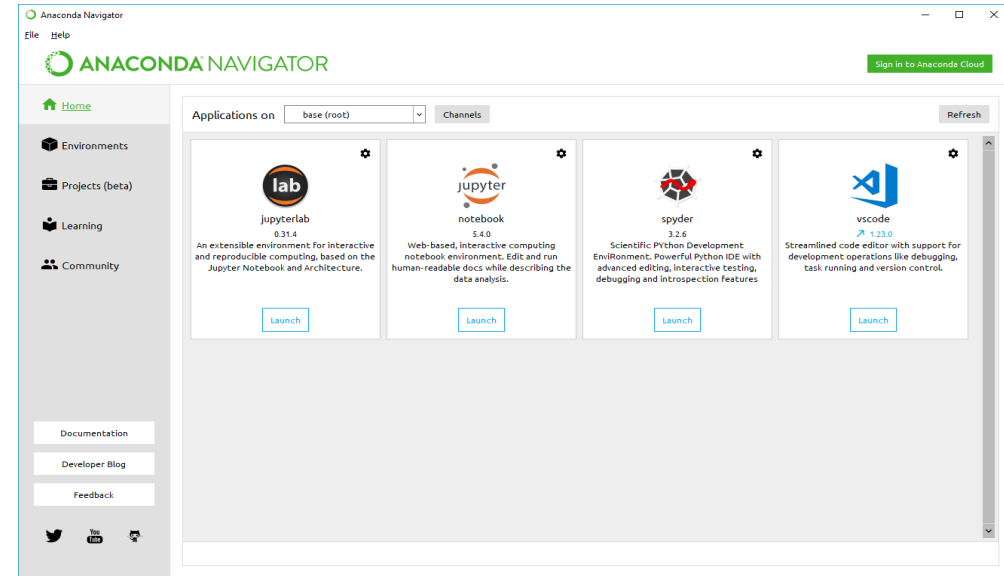 Anaconda Navigator
File Help
ANACONDA NAVIGATOR
Sign in to Anaconda Cloud
Home
Environments
Projects (beta)
Learning
Community
Documentation
Developer Blog
Feedback
You
Tube
Applications on base (root) Channels Refresh
lab
jupyterlab
0.31.4
An extensible environment for interactive
and reproducible computing, based on the
Jupyter Notebook and Architecture.
Launch
jupyter
notebook
5.4.0
Web-based, interactive computing
notebook environment. Edit and run
human-readable docs while describing the
data analysis.
Launch
spyder
3.2.6
Scientific PYthon Development
EnviRonment. Powerful Python IDE with
advanced editing, interactive testing,
debugging and introspection features
Launch
vscode
1.23.0
Streamlined code editor with support for
development operations like debugging,
task running and version control.
Launch